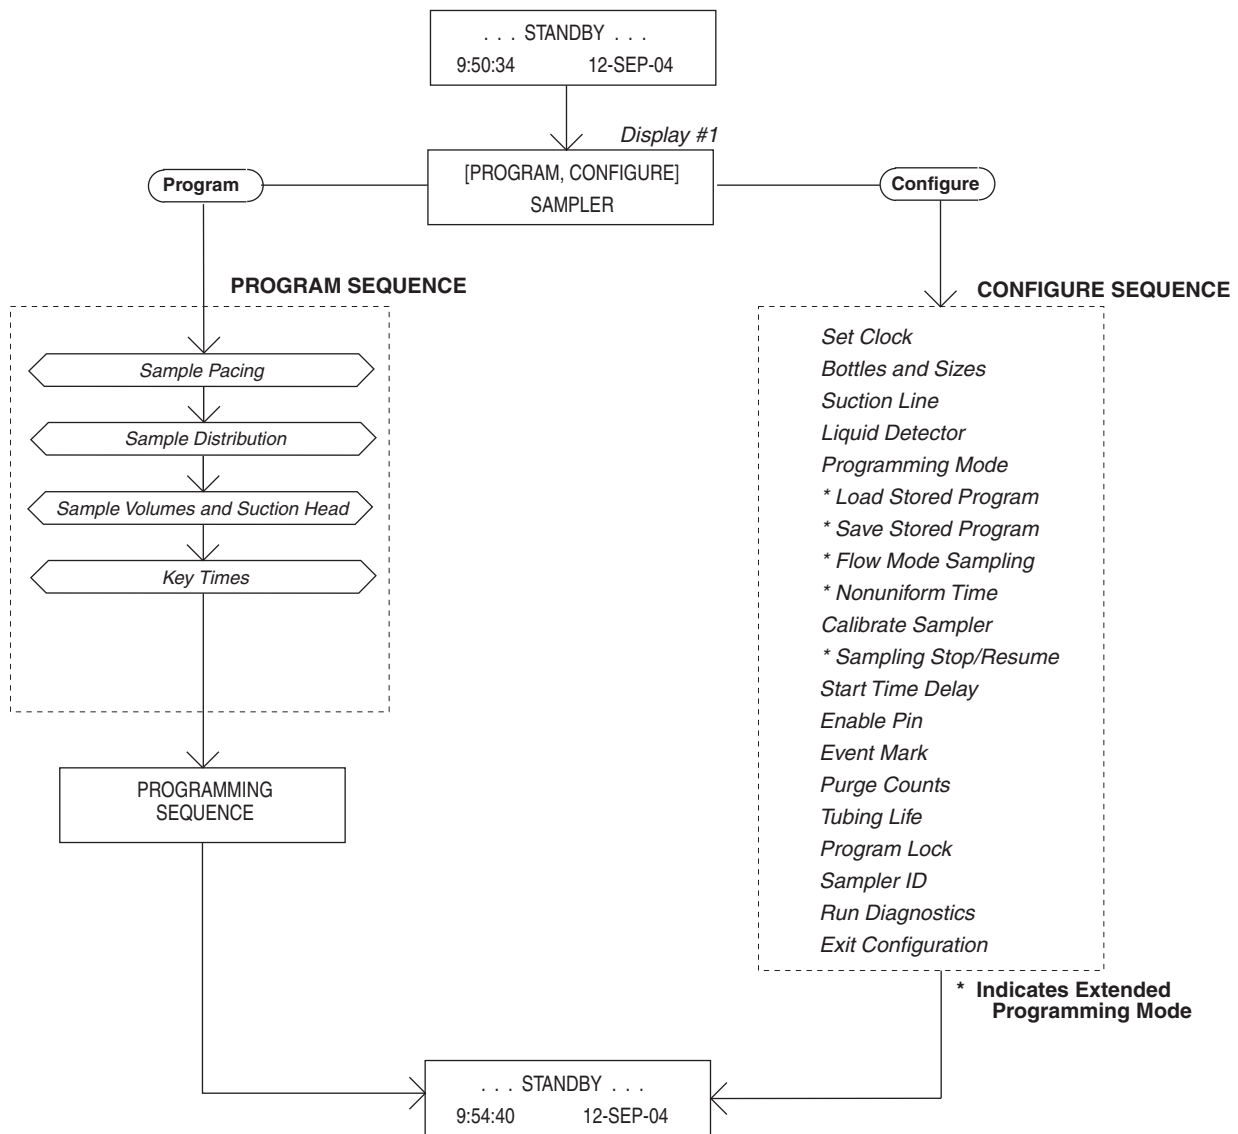 . . . STANDBY . . .
9:50:34 12-SEP-04
Display #1
[PROGRAM, CONFIGURE]
SAMPLER
Program
Configure
PROGRAM SEQUENCE
Sample Pacing
Sample Distribution
Sample Volumes and Suction Head
Key Times
PROGRAMMING
SEQUENCE
CONFIGURE SEQUENCE
Set Clock
Bottles and Sizes
Suction Line
Liquid Detector
Programming Mode
* Load Stored Program
* Save Stored Program
* Flow Mode Sampling
* Nonuniform Time
Calibrate Sampler
* Sampling Stop/Resume
Start Time Delay
Enable Pin
Event Mark
Purge Counts
Tubing Life
Program Lock
Sampler ID
Run Diagnostics
Exit Configuration
* Indicates Extended
Programming Mode
. . . STANDBY . . .
9:54:40 12-SEP-04